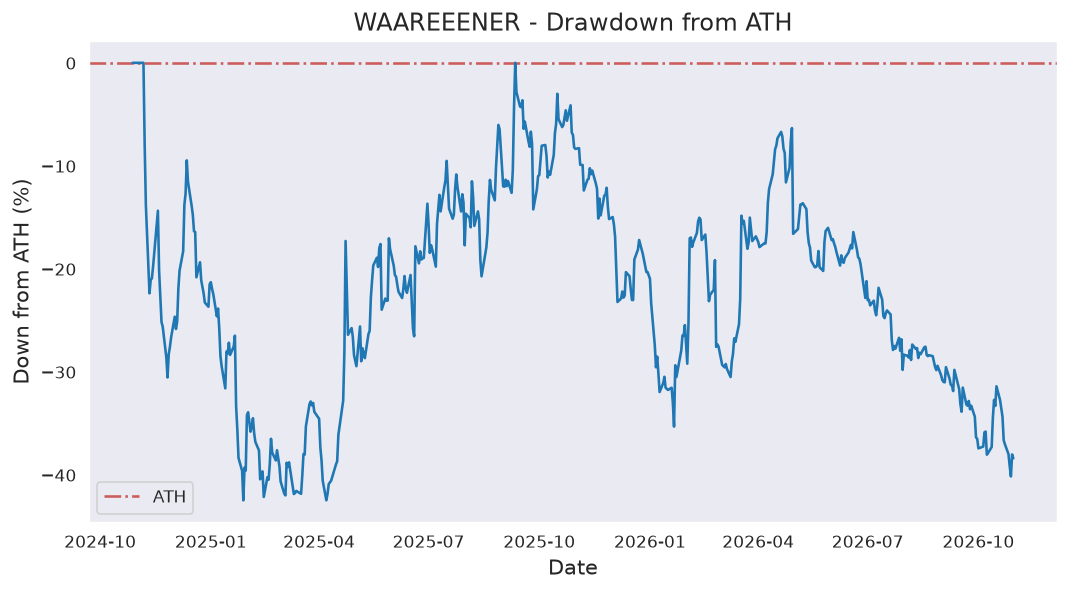 WAAREEENER - Drawdown from ATH
Down from ATH (%)
0
−10
−20
−30
−40
ATH
2024-10 2025-01 2025-04 2025-07 2025-10 2026-01 2026-04 2026-07 2026-10
Date